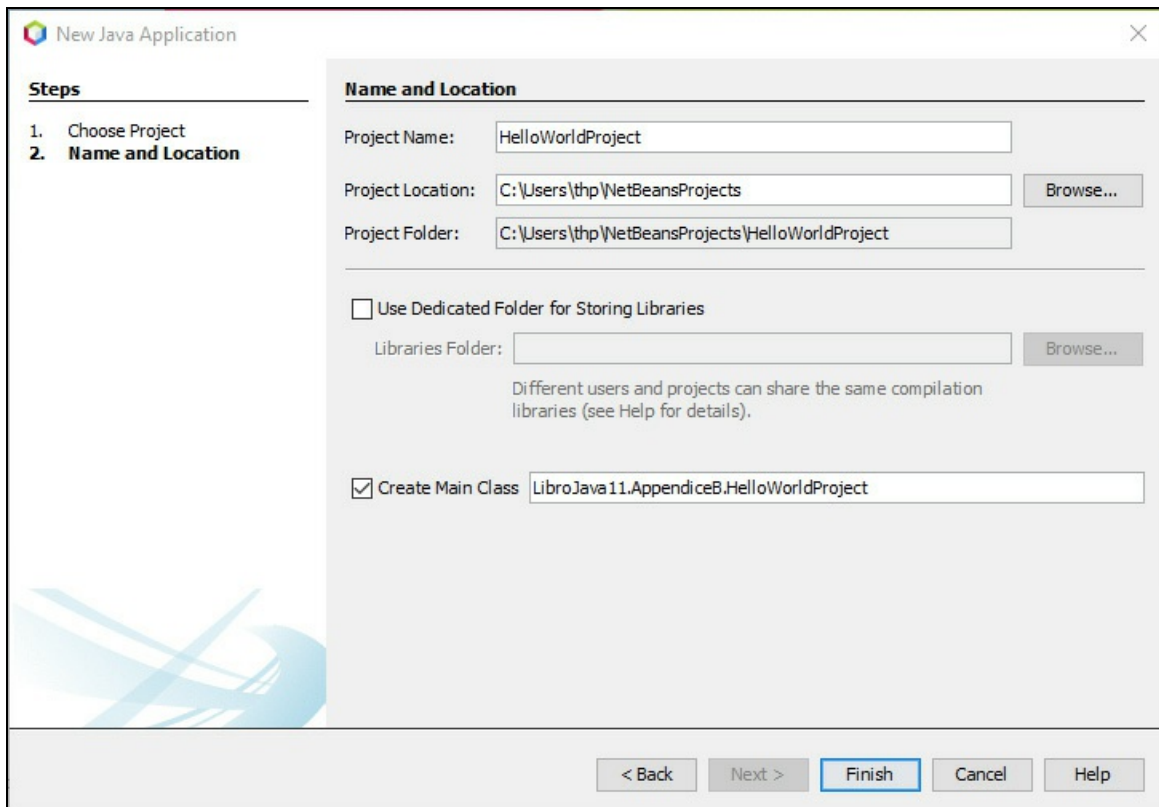 New Java Application
Steps
1. Choose Project
2. Name and Location
Name and Location
Project Name: HelloWorldProject
Project Location: C:\Users\thp\NetBeansProjects Browse...
Project Folder: C:\Users\thp\NetBeansProjects\HelloWorldProject
Use Dedicated Folder for Storing Libraries
Libraries Folder: Browse...
Different users and projects can share the same compilation
libraries (see Help for details).
Create Main Class LibroJava11.AppendiceB.HelloWorldProject
< Back Next > Finish Cancel Help